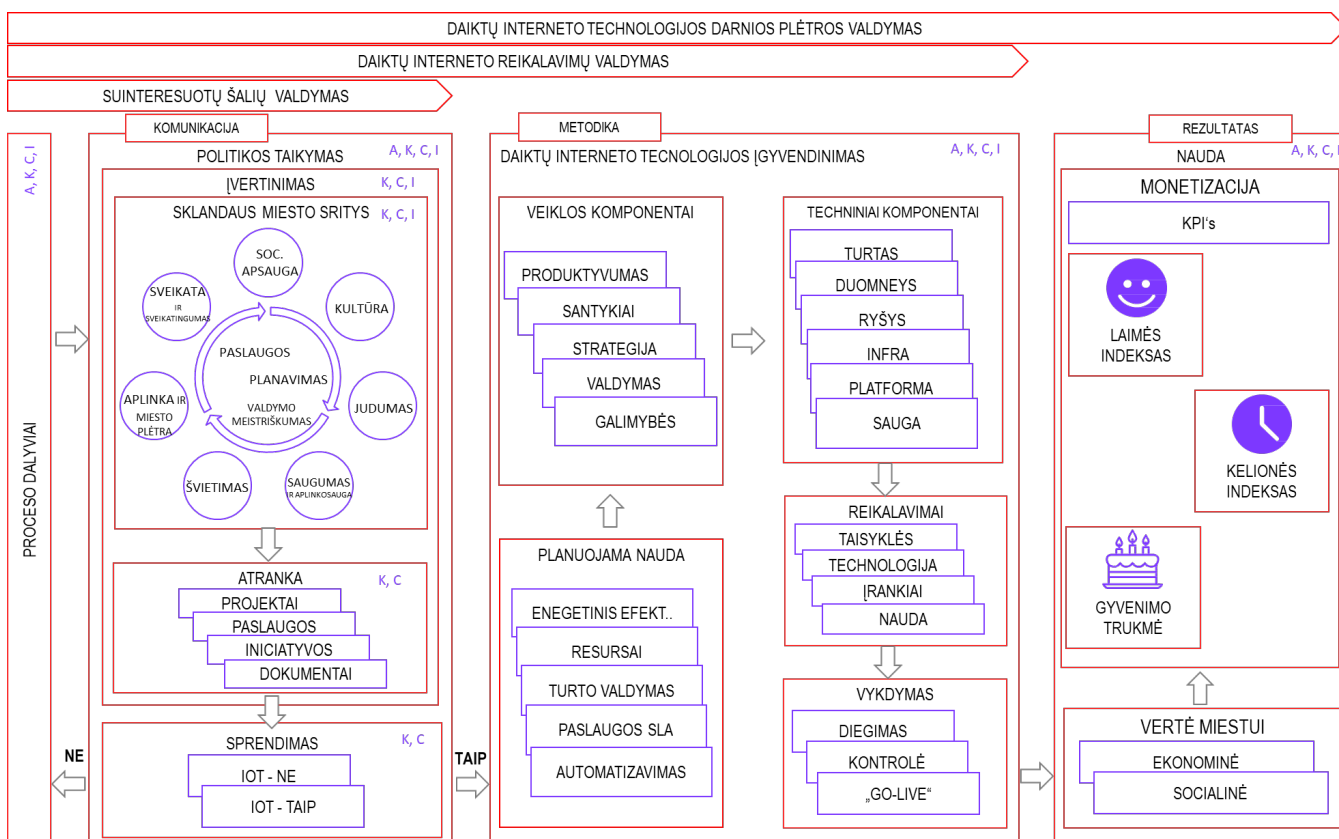 DAIKTŲ INTERNETO TECHNOLOGIJOS DARNIOS PLĖTROS VALDYMAS
DAIKTŲ INTERNETO REIKALAVIMŲ VALDYMAS
SUINTERESUOTŲ ŠALIŲ VALDYMAS
A, K, C, I
PROCESO DALYVIAI
KOMUNIKACIJA
POLITIKOS TAIKYMAS
A, K, C, I
ĮVERTINIMAS
K, C, I
SKLANDAUS MIESTO SRITYS
K, C, I
SOC.
APSAUGA
SVEIKATA
IR
SVEIKATINGUMAS
KULTŪRA
PASLAUGOS
PLANAVIMAS
VALDYMO
MEISTRIŠKUMAS
APLINKA IR
MIESTO
PLĖTRA
JUDUMAS
ŠVIETIMAS
SAUGUMAS
IR APLINKOSAUGA
ATRANKA
K, C
PROJEKTAI
PASLAUGOS
INICIATYVOS
DOKUMENTAI
SPRENDIMAS
K, C
IOT - NE
IOT - TAIP
NE
TAIP
METODIKA
DAIKTŲ INTERNETO TECNOLOGIJOS ĮGYVENDINIMAS
A, K, C, I
VEIKLOS KOMPONENTAI
PRODUKTYVUMAS
SANTYKIAI
STRATEGIJA
VALDYMAS
GALIMYBĖS
PLANUOJAMA NAUDA
ENEGETINIS EFEKT..
RESURSAI
TURTO VALDYMAS
PASLAUGOS SLA
AUTOMATIZAVIMAS
TECHNINIAI KOMPONENTAI
TURTAS
DUOMNEYS
RYŠYS
INFRA
PLATFORMA
SAUGA
REIKALAVIMAI
TAISYKLĖS
TECHNOLOGIJA
ĮRANKIAI
NAUDA
VYKDYMAS
DIEGIMAS
KONTROLĖ
„GO-LIVE“
REZULTATAS
NAUDA
A, K, C, I
MONETIZACIJA
KPI‘s
LAIMĖS
INDEKSAS
KELIONĖS
INDEKSAS
GYVENIMO
TRUKMĖ
VERTĖ MIESTUI
EKONOMINĖ
SOCIALINĖ